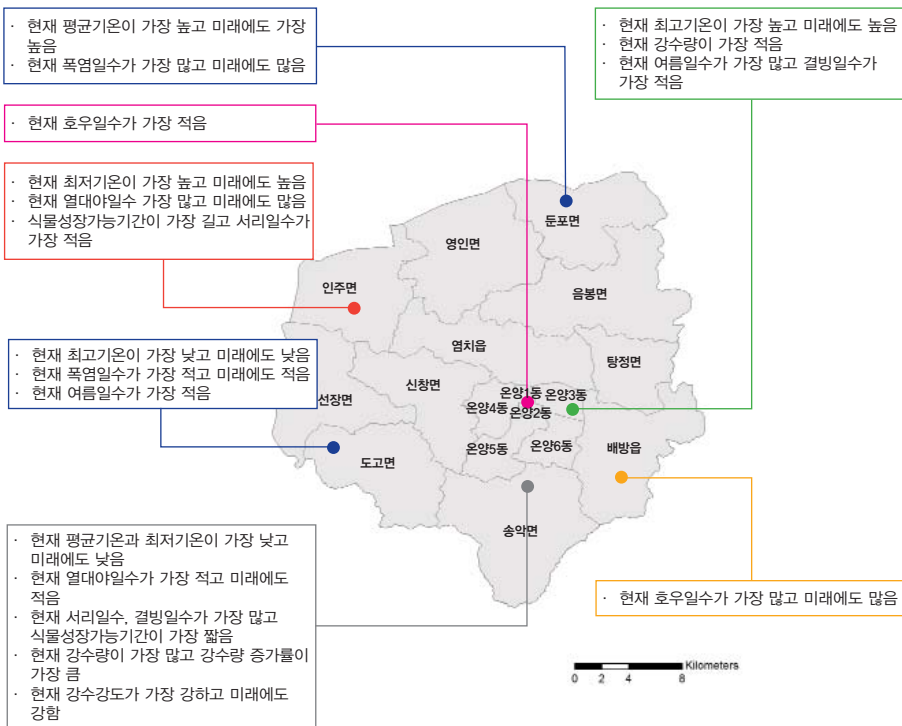 · 현재 평균기온이 가장 높고 미래에도 가장
높음
· 현재 폭염일수가 가장 많고 미래에도 많음
· 현재 최고기온이 가장 높고 미래에도 높음
· 현재 강수량이 가장 적음
· 현재 여름일수가 가장 많고 결빙일수가
가장 적음
· 현재 호우일수가 가장 적음
· 현재 최저기온이 가장 높고 미래에도 높음
· 현재 열대야일수 가장 많고 미래에도 많음
· 식물성장가능기간이 가장 길고 서리일수가
가장 적음
둔포면
영인면
인주면
음봉면
염치읍
탕정면
· 현재 최고기온이 가장 낮고 미래에도 낮음
· 현재 폭염일수가 가장 적고 미래에도 적음
· 현재 여름일수가 가장 적음
신창면
선장면
온양1동
온양3동
온양4동
온양2동
온양5동
온양6동
배방읍
도고면
송악면
· 현재 평균기온과 최저기온이 가장 낮고
미래에도 낮음
· 현재 열대야일수가 가장 적고 미래에도
적음
· 현재 서리일수, 결빙일수가 가장 많고
식물성장가능기간이 가장 짧음
· 현재 강수량이 가장 많고 강수량 증가률이
가장 큼
· 현재 강수강도가 가장 강하고 미래에도
강함
· 현재 호우일수가 가장 많고 미래에도 많음
Kilometers
0 2 4 8